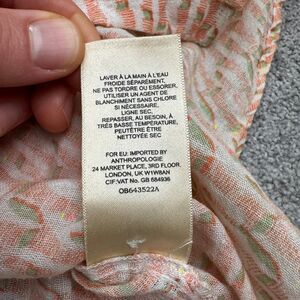 LAVER À LA MAIN À L'EAU
FROIDE SÉPARÉMENT,
NE PAS TORDRE OU ESSORER,
UTILISER UN AGENT DE
BLANCHIMENT SANS CHLORE
SI NÉCESSAIRE,
LIGNE SEC,
REPASSER, AU BESOIN, À
TRÈS BASSE TEMPÉRATURE,
PEUTÊTRE ÊTRE
NETTOYÉE SEC
FOR EU: IMPORTED BY
ANTHROPOLOGIE
24 MARKET PLACE, 3RD FLOOR,
LONDON, UK W1W8AN
CIF:VAT No. GB 684936
OB643522A